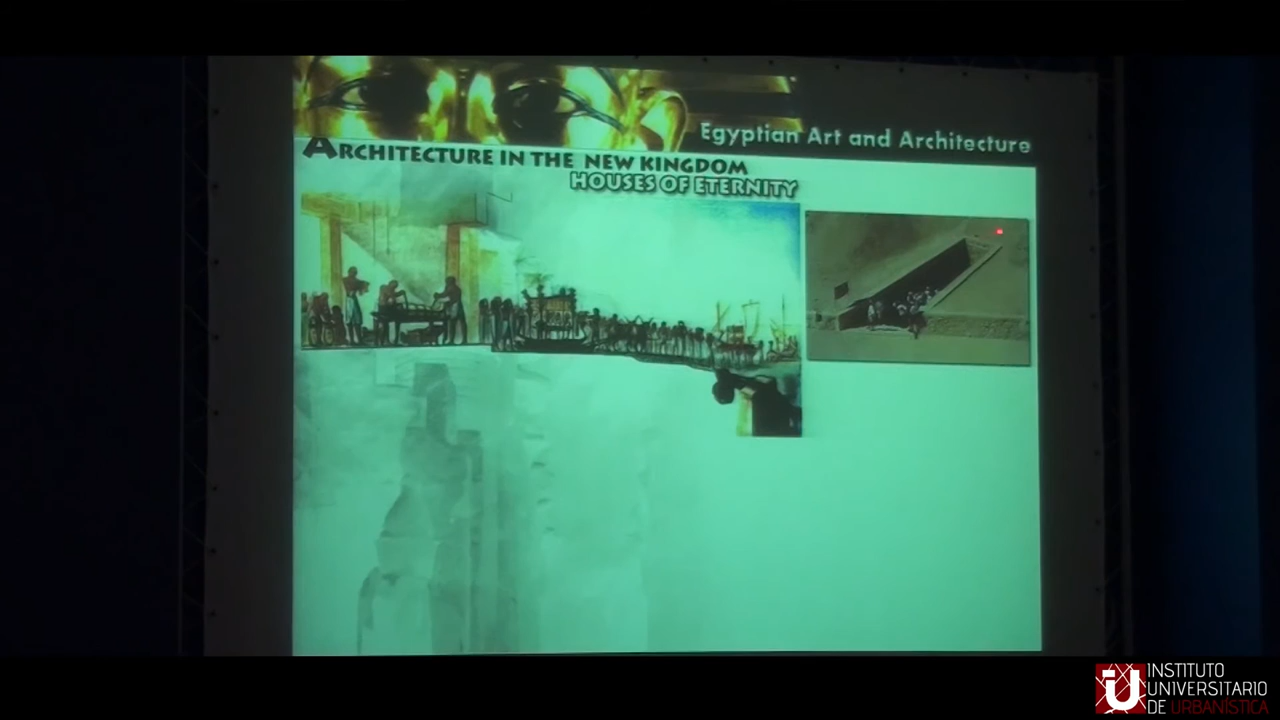 Egyptian Art and Architecture
ARCHITECTURE IN THE NEW KINGDOM
HOUSES OF ETERNITY
INSTITUTO
UNIVERSITARIO
DE URBANÍSTICA